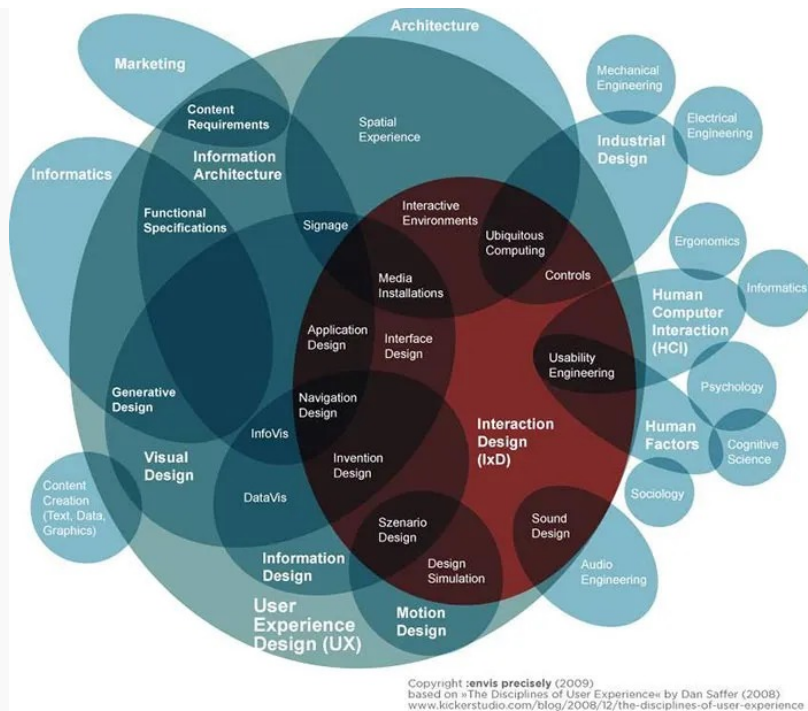 Architecture
Marketing
Mechanical
Engineering
Content
Requirements
Electrical
Engineering
Spatial
Experience
Industrial
Design
Information
Architecture
Informatics
Functional
Specifications
Signage
Interactive
Environments
Ubiquitous
Computing
Ergonomics
Controls
Media
Installations
Human
Computer
Interaction
(HCI)
Informatics
Application
Design
Interface
Design
Usability
Engineering
Psychology
Generative
Design
Navigation
Design
InfoVis
Interaction
Design
(IxD)
Human
Factors
Cognitive
Science
Visual
Design
Invention
Design
Content
Creation
(Text, Data,
Graphics)
DataVis
Sociology
Szenario
Design
Sound
Design
Information
Design
Design
Simulation
Audio
Engineering
User
Experience
Design (UX)
Motion
Design
Copyright :envis precisely (2009)
based on »The Disciplines of User Experience« by Dan Saffer (2008)
www.kickerstudio.com/blog/2008/12/the-disciplines-of-user-experience